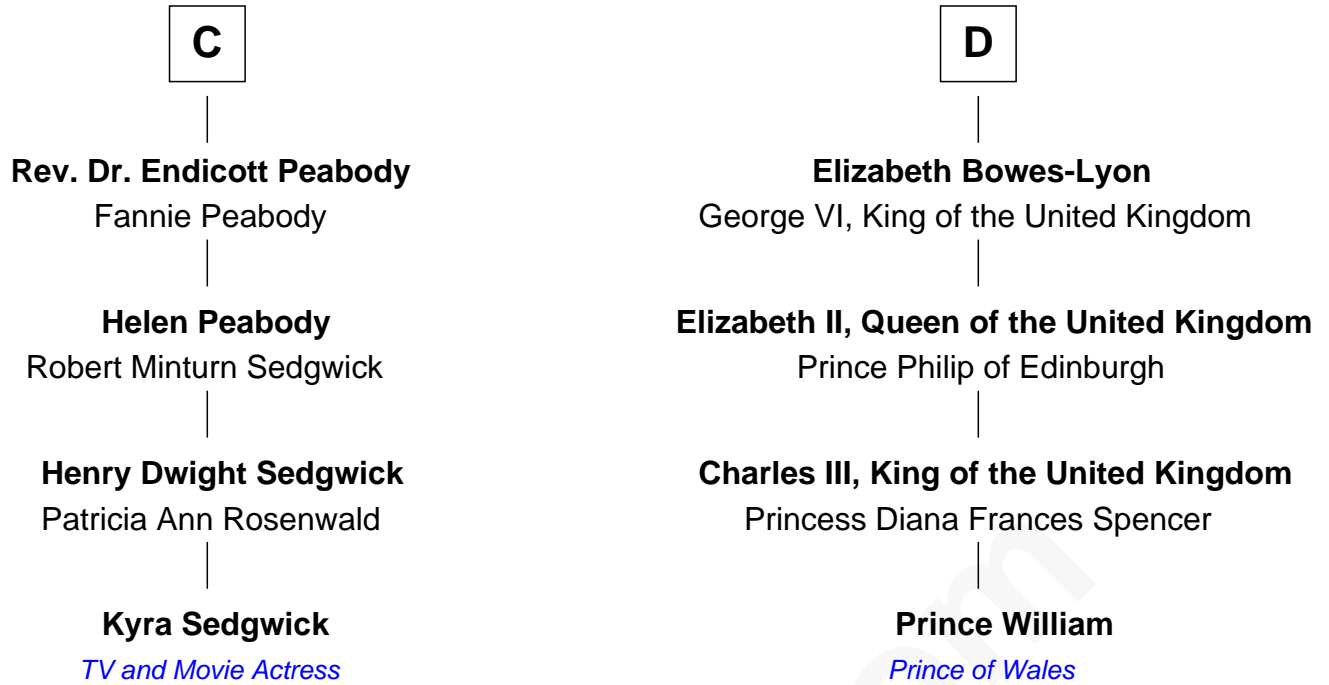 C
Rev. Dr. Endicott Peabody
Fannie Peabody
Helen Peabody
Robert Minturn Sedgwick
Henry Dwight Sedgwick
Patricia Ann Rosenwald
Kyra Sedgwick
TV and Movie Actress
D
Elizabeth Bowes-Lyon
George VI, King of the United Kingdom
Elizabeth II, Queen of the United Kingdom
Prince Philip of Edinburgh
Charles III, King of the United Kingdom
Princess Diana Frances Spencer
Prince William
Prince of Wales